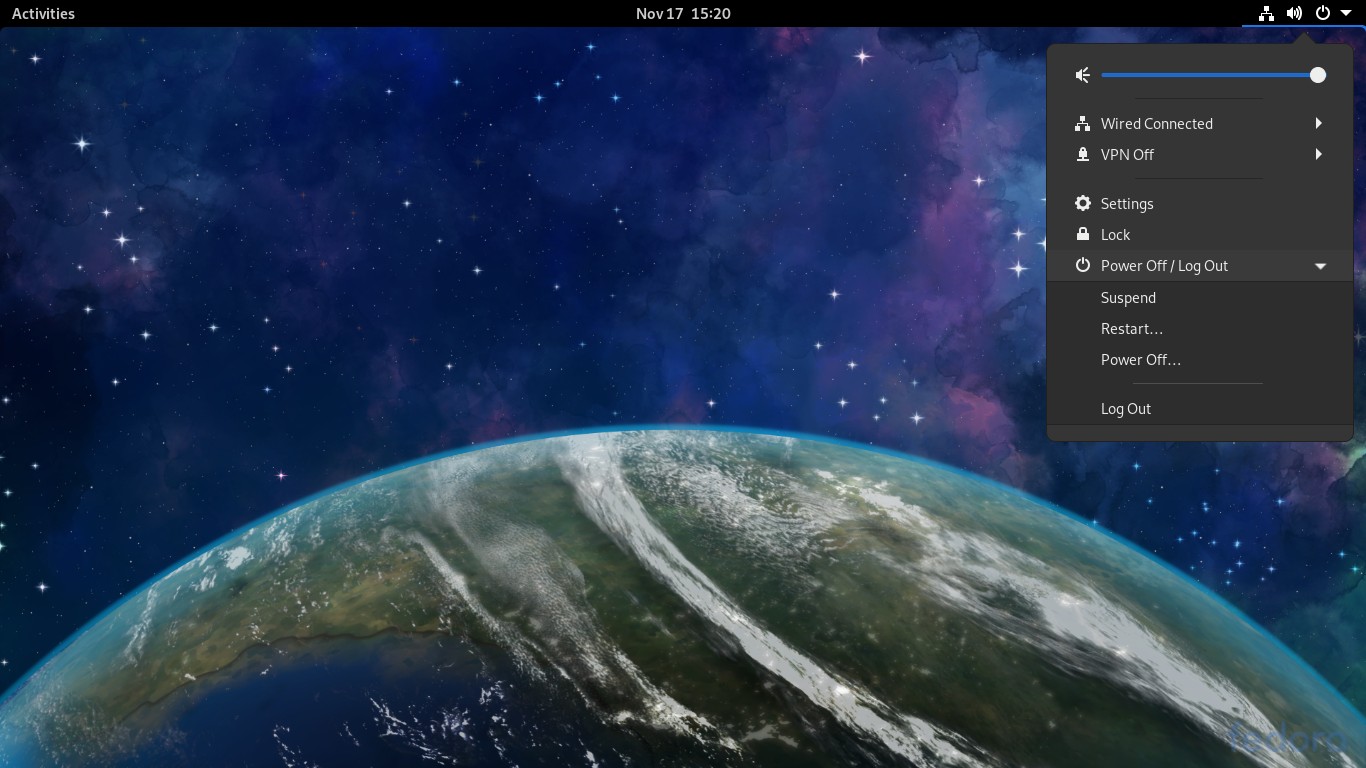 Activities
Nov 17 15:20
Wired Connected
VPN Off
Settings
Lock
Power Off / Log Out
Suspend
Restart…
Power Off…
Log Out
fedora